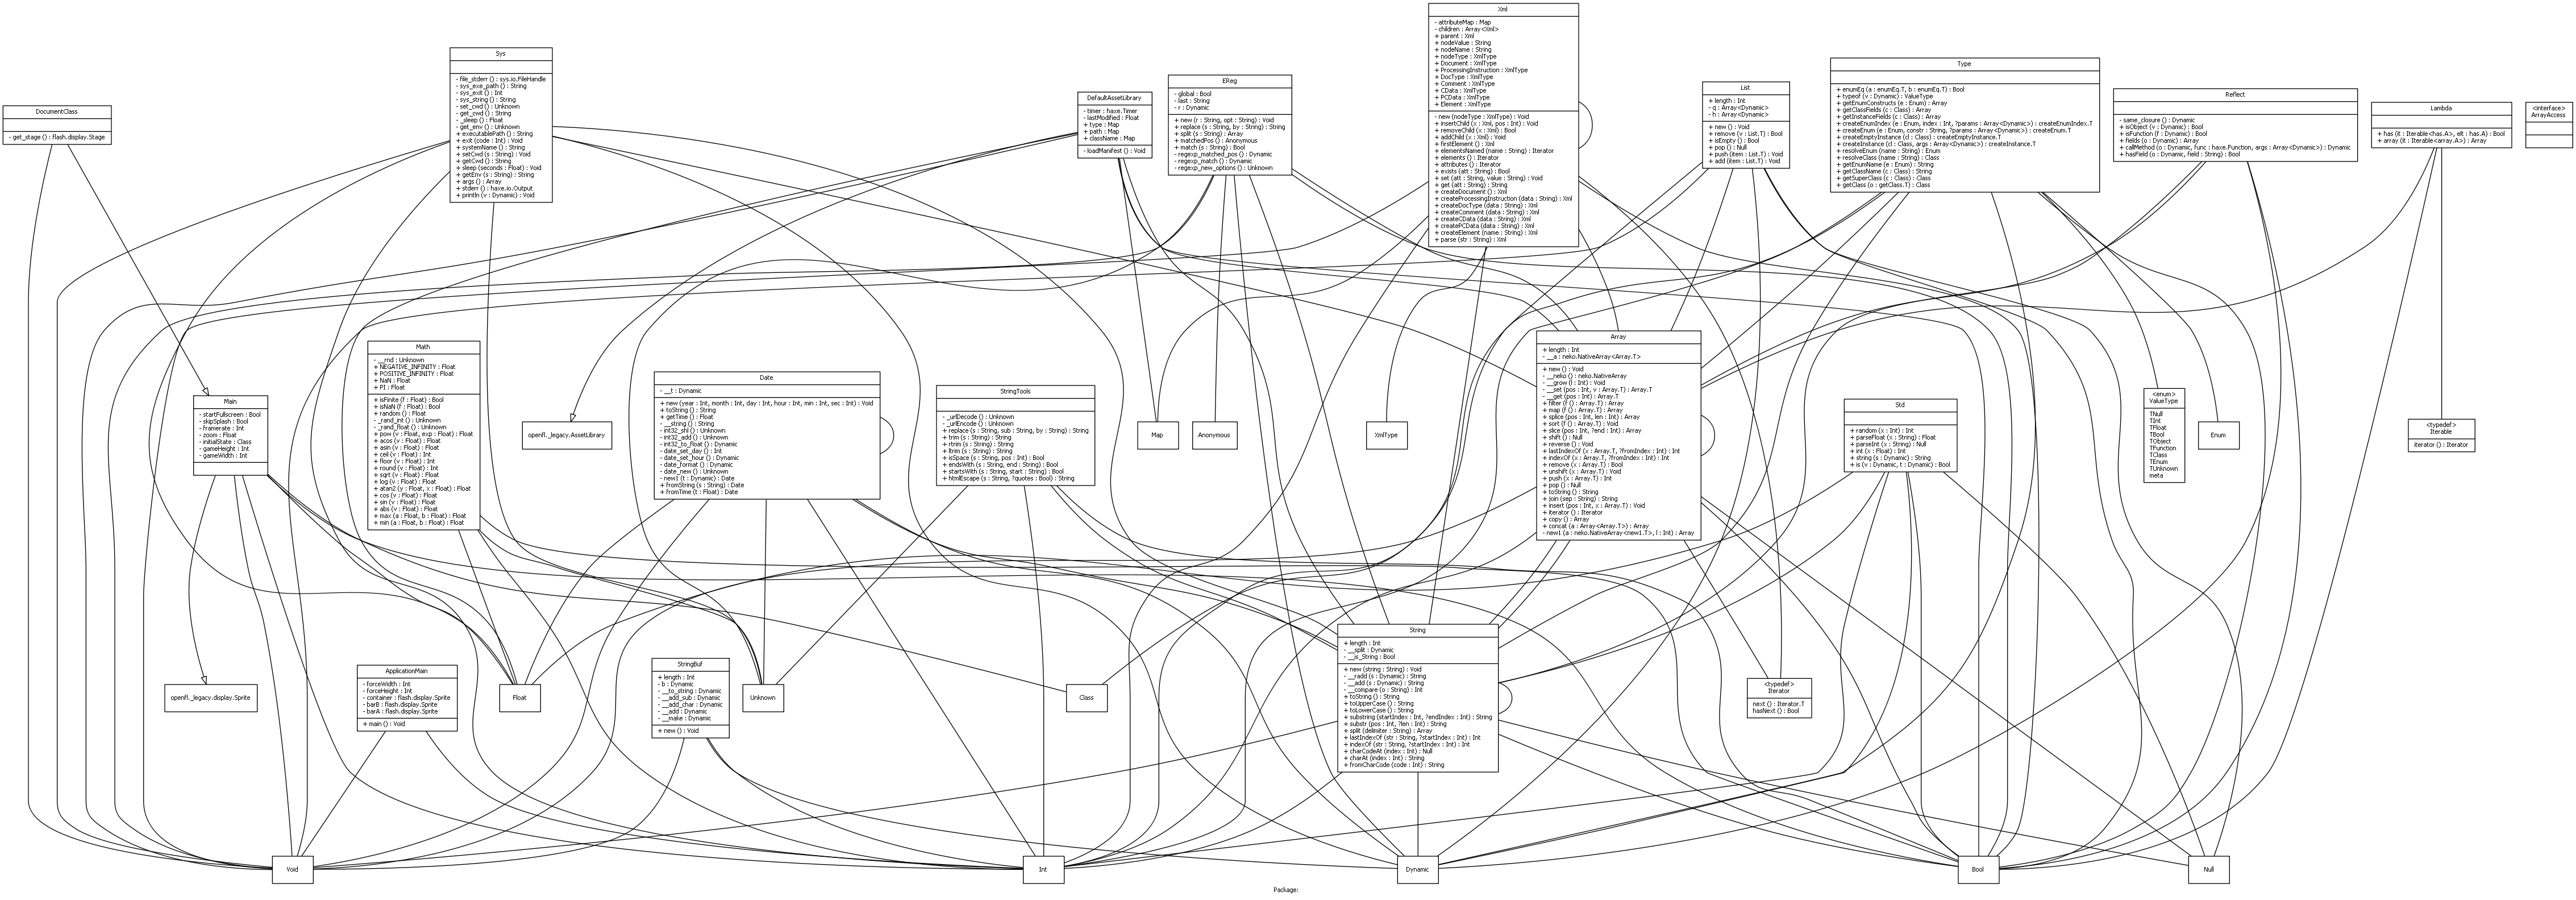 DocumentClass
- get_stage () : flash.display.Stage
Sys
- file_stderr () : sys.io.FileHandle
- sys_exe_path () : String
- sys_exit () : Int
- sys_string () : String
- set_cwd () : Unknown
- get_cwd () : String
- _sleep () : Float
- get_env () : Unknown
+ executablePath () : String
+ exit (code : Int) : Void
+ systemName () : String
+ setCwd (s : String) : Void
+ getCwd () : String
+ sleep (seconds : Float) : Void
+ getEnv (s : String) : String
+ args () : Array
+ stderr () : haxe.io.Output
+ println (v : Dynamic) : Void
DefaultAssetLibrary
- timer : haxe.Timer
- lastModified : Float
+ type : Map
+ path : Map
+ className : Map
- loadManifest () : Void
EReg
- global : Bool
- last : String
- r : Dynamic
+ new (r : String, opt : String) : Void
+ replace (s : String, by : String) : String
+ split (s : String) : Array
+ matchedPos () : Anonymous
+ match (s : String) : Bool
- regexp_matched_pos () : Dynamic
- regexp_match () : Dynamic
- regexp_new_options () : Unknown
Xml
- attributeMap : Map
- children : Array<Xml>
+ parent : Xml
+ nodeValue : String
+ nodeName : String
+ nodeType : XmlType
+ Document : XmlType
+ ProcessingInstruction : XmlType
+ DocType : XmlType
+ Comment : XmlType
+ CData : XmlType
+ PCData : XmlType
+ Element : XmlType
- new (nodeType : XmlType) : Void
+ insertChild (x : Xml, pos : Int) : Void
+ removeChild (x : Xml) : Bool
+ addChild (x : Xml) : Void
+ firstElement () : Xml
+ elementsNamed (name : String) : Iterator
+ elements () : Iterator
+ attributes () : Iterator
+ exists (att : String) : Bool
+ set (att : String, value : String) : Void
+ get (att : String) : String
+ createDocument () : Xml
+ createProcessingInstruction (data : String) : Xml
+ createDocType (data : String) : Xml
+ createComment (data : String) : Xml
+ createCData (data : String) : Xml
+ createPCData (data : String) : Xml
+ createElement (name : String) : Xml
+ parse (str : String) : Xml
List
+ length : Int
- q : Array<Dynamic>
- h : Array<Dynamic>
+ new () : Void
+ remove (v : List.T) : Bool
+ isEmpty () : Bool
+ pop () : Null
+ push (item : List.T) : Void
+ add (item : List.T) : Void
Type
+ enumEq (a : enumEq.T, b : enumEq.T) : Bool
+ typeof (v : Dynamic) : ValueType
+ getEnumConstructs (e : Enum) : Array
+ getClassFields (c : Class) : Array
+ getInstanceFields (c : Class) : Array
+ createEnumIndex (e : Enum, index : Int, ?params : Array<Dynamic>) : createEnumIndex.T
+ createEnum (e : Enum, constr : String, ?params : Array<Dynamic>) : createEnum.T
+ createEmptyInstance (cl : Class) : createEmptyInstance.T
+ createInstance (cl : Class, args : Array<Dynamic>) : createInstance.T
+ resolveEnum (name : String) : Enum
+ resolveClass (name : String) : Class
+ getEnumName (e : Enum) : String
+ getClassName (c : Class) : String
+ getSuperClass (c : Class) : Class
+ getClass (o : getClass.T) : Class
Reflect
- same_closure () : Dynamic
+ isObject (v : Dynamic) : Bool
+ isFunction (f : Dynamic) : Bool
+ fields (o : Dynamic) : Array
+ callMethod (o : Dynamic, func : haxe.Function, args : Array<Dynamic>) : Dynamic
+ hasField (o : Dynamic, field : String) : Bool
Lambda
+ has (it : Iterable<has.A>, elt : has.A) : Bool
+ array (it : Iterable<array.A>) : Array
<interface>
ArrayAccess
Math
- __rnd : Unknown
+ NEGATIVE_INFINITY : Float
+ POSITIVE_INFINITY : Float
+ NaN : Float
+ PI : Float
+ isFinite (f : Float) : Bool
+ isNaN (f : Float) : Bool
+ random () : Float
- _rand_int () : Unknown
- _rand_float () : Unknown
+ pow (v : Float, exp : Float) : Float
+ acos (v : Float) : Float
+ asin (v : Float) : Float
+ ceil (v : Float) : Int
+ floor (v : Float) : Int
+ round (v : Float) : Int
+ sqrt (v : Float) : Float
+ log (v : Float) : Float
+ atan2 (y : Float, x : Float) : Float
+ cos (v : Float) : Float
+ sin (v : Float) : Float
+ abs (v : Float) : Float
+ max (a : Float, b : Float) : Float
+ min (a : Float, b : Float) : Float
Main
- startFullscreen : Bool
- skipSplash : Bool
- framerate : Int
- zoom : Float
- initialState : Class
- gameHeight : Int
- gameWidth : Int
openfl._legacy.AssetLibrary
Date
- __t : Dynamic
+ new (year : Int, month : Int, day : Int, hour : Int, min : Int, sec : Int) : Void
+ toString () : String
+ getTime () : Float
- __string () : String
- int32_shl () : Unknown
- int32_add () : Unknown
- int32_to_float () : Dynamic
- date_set_day () : Int
- date_set_hour () : Dynamic
- date_format () : Dynamic
- date_new () : Unknown
- new1 (t : Dynamic) : Date
+ fromString (s : String) : Date
+ fromTime (t : Float) : Date
StringTools
- _urlDecode () : Unknown
- _urlEncode () : Unknown
+ replace (s : String, sub : String, by : String) : String
+ trim (s : String) : String
+ rtrim (s : String) : String
+ ltrim (s : String) : String
+ isSpace (s : String, pos : Int) : Bool
+ endsWith (s : String, end : String) : Bool
+ startsWith (s : String, start : String) : Bool
+ htmlEscape (s : String, ?quotes : Bool) : String
Map
Anonymous
XmlType
Array
+ length : Int
- __a : neko.NativeArray<Array.T>
+ new () : Void
- __neko () : neko.NativeArray
- __grow (l : Int) : Void
- __set (pos : Int, v : Array.T) : Array.T
- __get (pos : Int) : Array.T
+ filter (f () : Array.T) : Array
+ map (f () : Array.T) : Array
+ splice (pos : Int, len : Int) : Array
+ sort (f () : Array.T) : Void
+ slice (pos : Int, ?end : Int) : Array
+ shift () : Null
+ reverse () : Void
+ lastIndexOf (x : Array.T, ?fromIndex : Int) : Int
+ indexOf (x : Array.T, ?fromIndex : Int) : Int
+ remove (x : Array.T) : Bool
+ unshift (x : Array.T) : Void
+ push (x : Array.T) : Int
+ pop () : Null
+ toString () : String
+ join (sep : String) : String
+ insert (pos : Int, x : Array.T) : Void
+ iterator () : Iterator
+ copy () : Array
+ concat (a : Array<Array.T>) : Array
- new1 (a : neko.NativeArray<new1.T>, l : Int) : Array
Std
+ random (x : Int) : Int
+ parseFloat (x : String) : Float
+ parseInt (x : String) : Null
+ int (x : Float) : Int
+ string (s : Dynamic) : String
+ is (v : Dynamic, t : Dynamic) : Bool
<enum>
ValueType
TNull
TInt
TFloat
TBool
TObject
TFunction
TClass
TEnum
TUnknown
meta
Enum
<typedef>
Iterable
iterator () : Iterator
openfl._legacy.display.Sprite
ApplicationMain
- forceWidth : Int
- forceHeight : Int
- container : flash.display.Sprite
- barB : flash.display.Sprite
- barA : flash.display.Sprite
+ main () : Void
Float
StringBuf
+ length : Int
- b : Dynamic
- __to_string : Dynamic
- __add_sub : Dynamic
- __add_char : Dynamic
- __add : Dynamic
- __make : Dynamic
+ new () : Void
Unknown
Class
String
+ length : Int
- __split : Dynamic
- __is_String : Bool
+ new (string : String) : Void
- __radd (s : Dynamic) : String
- __add (s : Dynamic) : String
- __compare (o : String) : Int
+ toString () : String
+ toUpperCase () : String
+ toLowerCase () : String
+ substring (startIndex : Int, ?endIndex : Int) : String
+ substr (pos : Int, ?len : Int) : String
+ split (delimiter : String) : Array
+ lastIndexOf (str : String, ?startIndex : Int) : Int
+ indexOf (str : String, ?startIndex : Int) : Int
+ charCodeAt (index : Int) : Null
+ charAt (index : Int) : String
+ fromCharCode (code : Int) : String
<typedef>
Iterator
next () : Iterator.T
hasNext () : Bool
Void
Int
Dynamic
Bool
Null
Package: